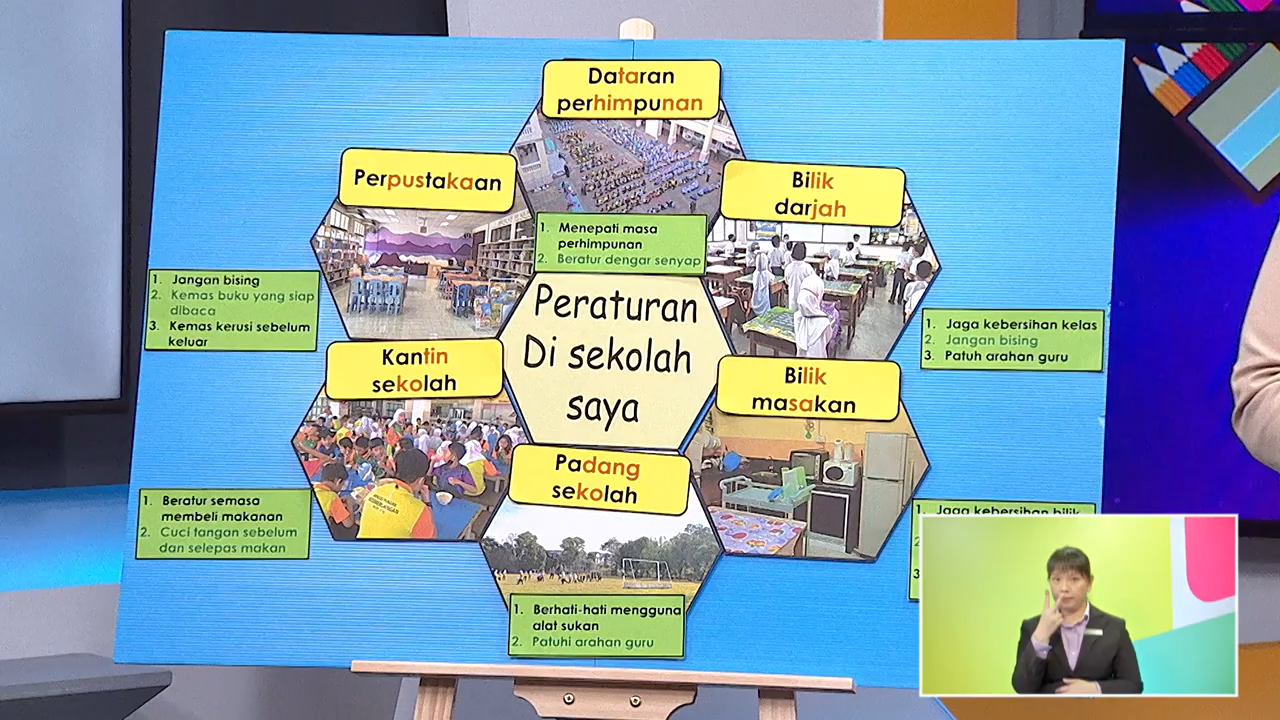 Dataran
perhimpunan
1. Menepati masa
perhimpunan
2. Beratur dengar senyap
Perpustakaan
1. Jangan bising
2. Kemas buku yang siap
dibaca
3. Kemas kerusi sebelum
keluar
Bilik
darjah
1. Jaga kebersihan kelas
2. Jangan bising
3. Patuh arahan guru
Peraturan
Di sekolah
saya
Kantin
sekolah
1. Beratur semasa
membeli makanan
2. Cuci tangan sebelum
dan selepas makan
Bilik
masakan
1. Jaga kebersihan bilik
2
3
Padang
sekolah
1. Berhati-hati mengguna
alat sukan
2. Patuhi arahan guru